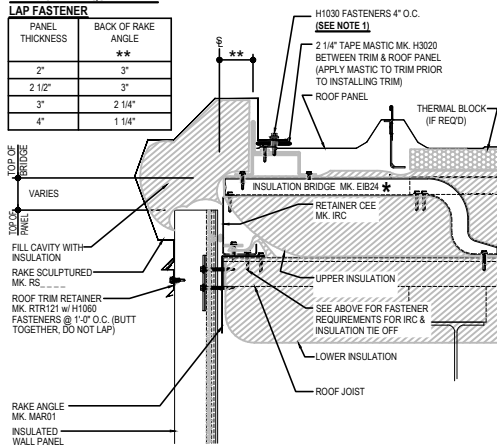 LAP FASTENER
PANEL THICKNESS
BACK OF RAKE ANGLE
**
2" 3"
2 1/2" 3"
3" 2 1/4"
4" 1 1/4"
**
H1030 FASTENERS 4" O.C.
(SEE NOTE 1)
2 1/4" TAPE MASTIC MK. H3020
BETWEEN TRIM & ROOF PANEL
(APPLY MASTIC TO TRIM PRIOR
TO INSTALLING TRIM)
ROOF PANEL
THERMAL BLOCK
(IF REQ'D)
TOP OF
BRIDGE
VARIES
TOP OF
PANEL
INSULATION BRIDGE MK. EIB24 *
RETAINER CEE
MK. IRC
FILL CAVITY WITH
INSULATION
RAKE SCULPTURED
MK. RS_____
ROOF TRIM RETAINER
MK. RTR121 w/ H1060
FASTENERS @ 1'-0" O.C. (BUTT
TOGETHER, DO NOT LAP)
UPPER INSULATION
SEE ABOVE FOR FASTENER
REQUIREMENTS FOR IRC &
INSULATION TIE OFF
LOWER INSULATION
ROOF JOIST
RAKE ANGLE
MK. MAR01
INSULATED
WALL PANEL